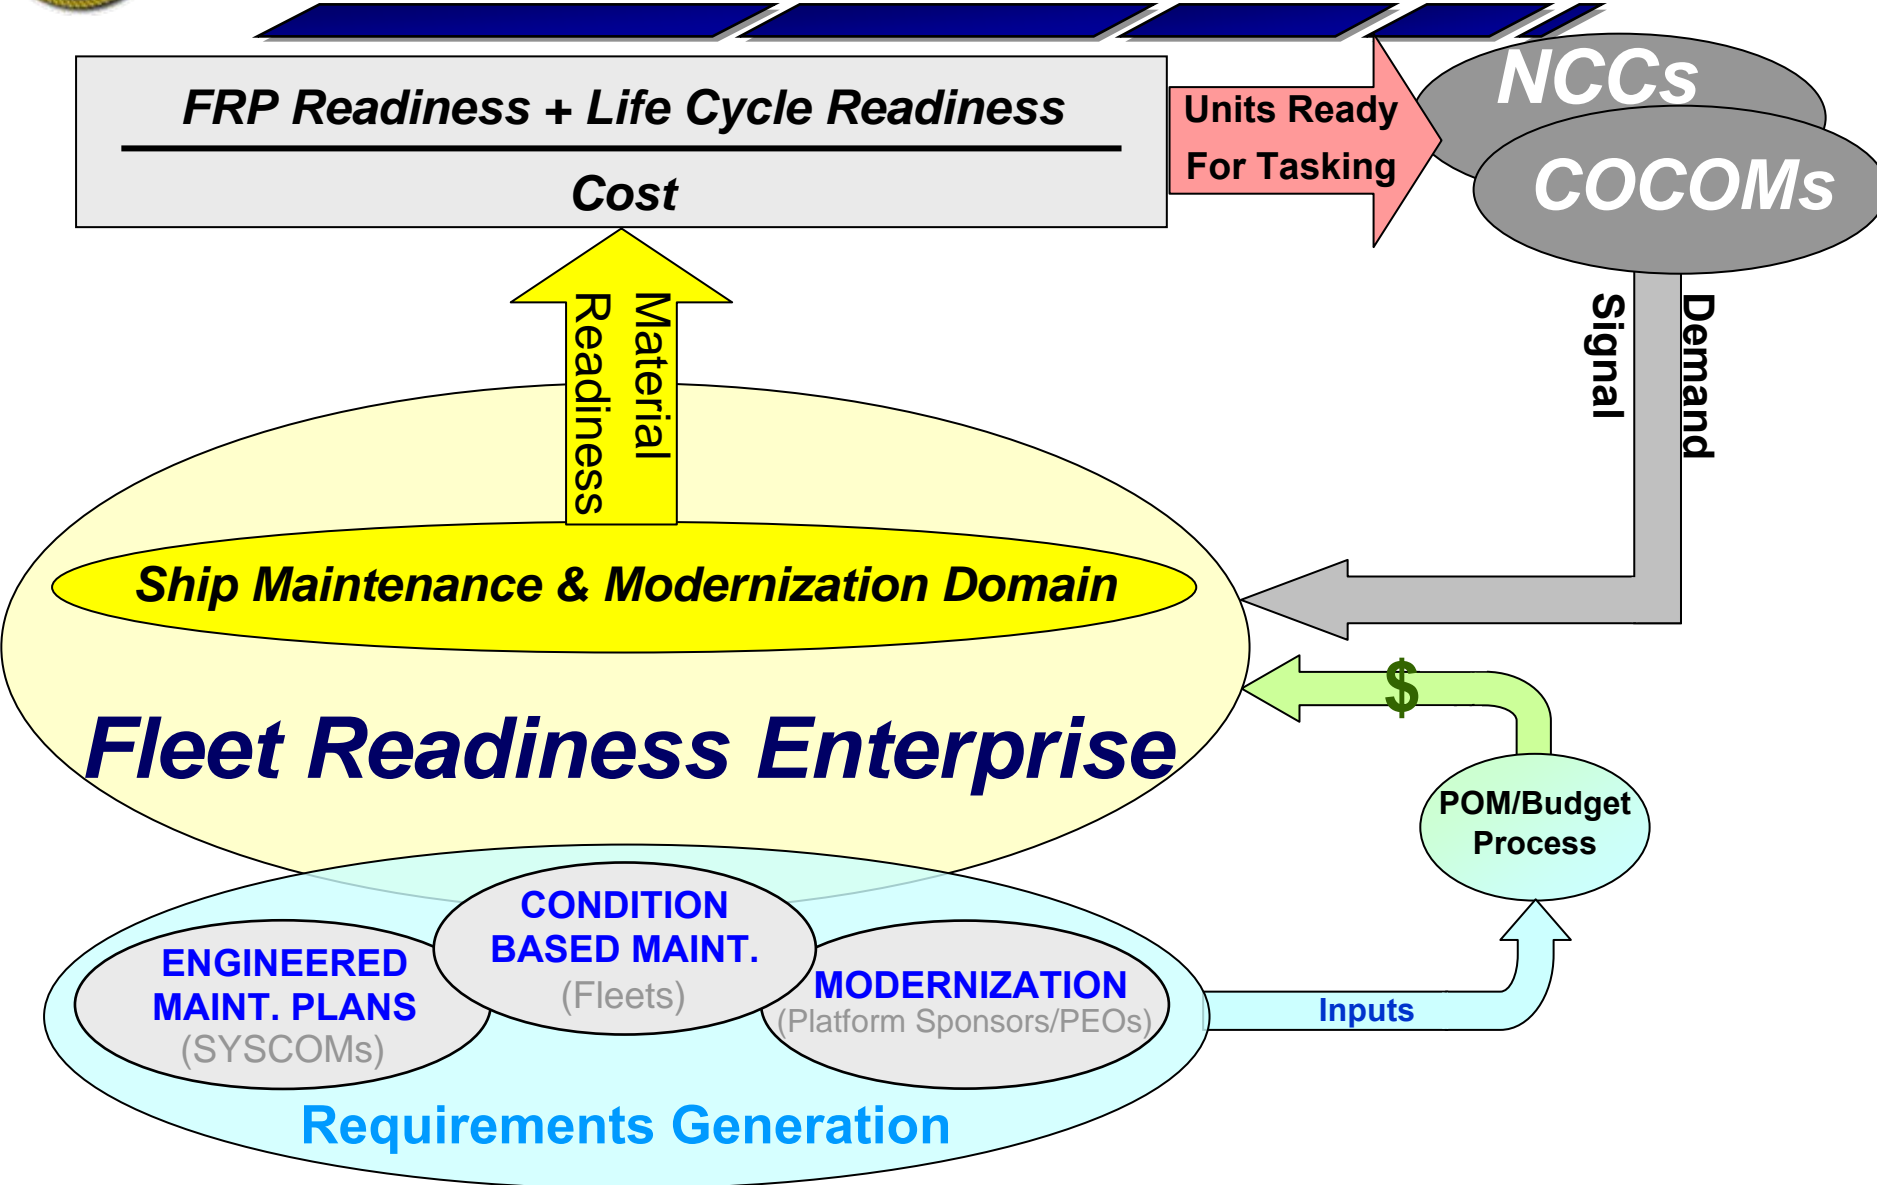 FRP Readiness + Life Cycle Readiness
Cost
Units Ready
For Tasking
NCCs
COCOMs
Material
Readiness
Demand
Signal
Ship Maintenance & Modernization Domain
$
Fleet Readiness Enterprise
POM/Budget
Process
CONDITION
BASED MAINT.
(Fleets)
ENGINEERED
MAINT. PLANS
(SYSCOMs)
MODERNIZATION
(Platform Sponsors/PEOs)
Inputs
Requirements Generation